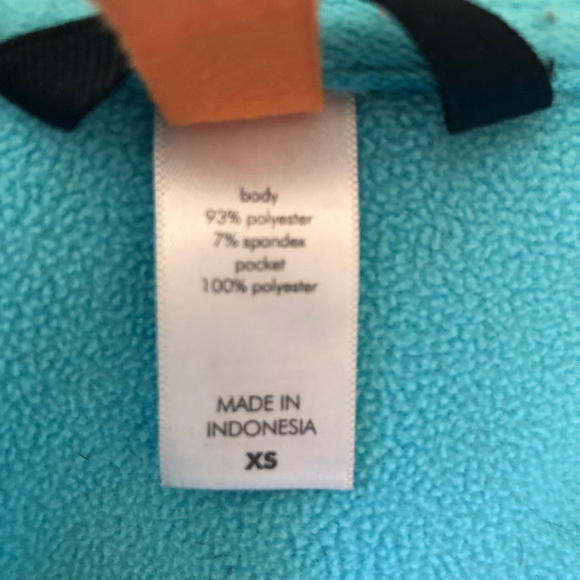 body
93% polyester
7% spandex
pocket
100% polyester
MADE IN
INDONESIA
XS